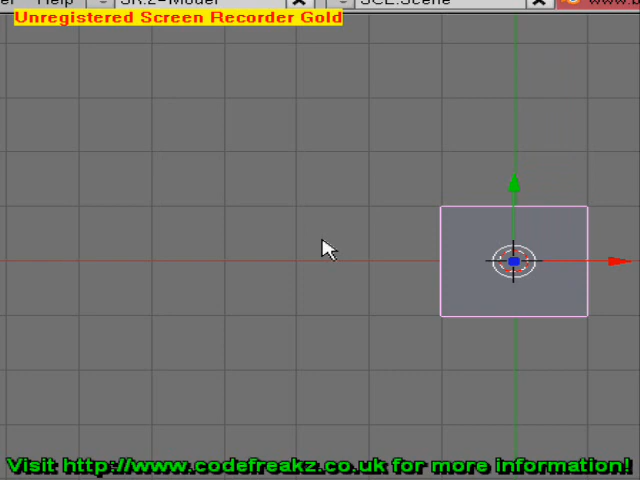 Help SR:2-Model SCE:Scene www.b
Unregistered Screen Recorder Gold
Visit http://www.codefreakz.co.uk for more information!